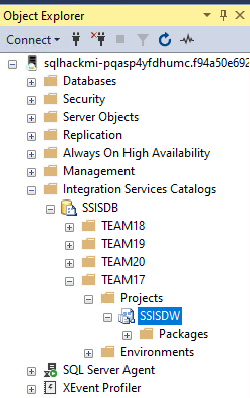 Object Explorer
Connect
sqlhackmi-pqasp4yfdhumc.f94a50e692
Databases
Security
Server Objects
Replication
Always On High Availability
Management
Integration Services Catalogs
SSISDB
TEAM18
TEAM19
TEAM20
TEAM17
Projects
SSISDW
Packages
Environments
SQL Server Agent
XEvent Profiler